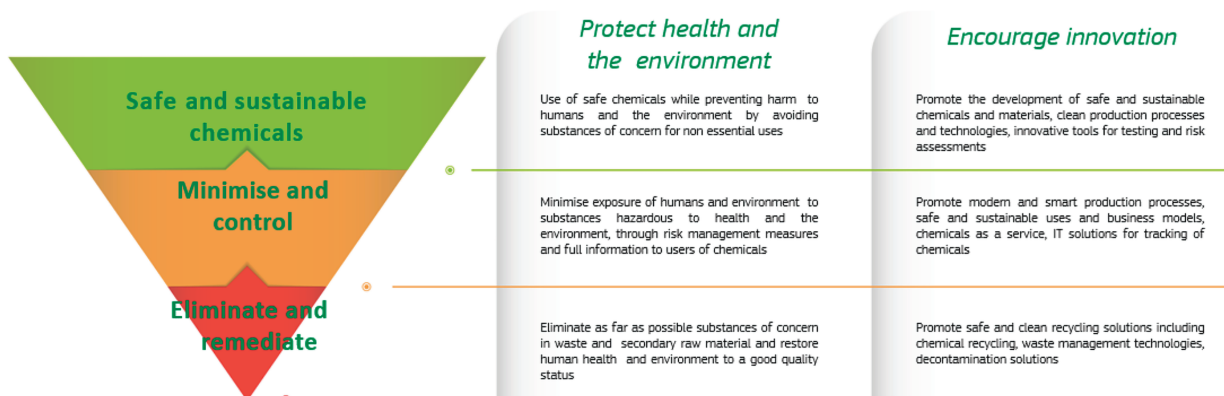 Protect health and
the environment
Encourage innovation
Safe and sustainable
chemicals
Use of safe chemicals while preventing harm to
humans and the environment by avoiding
substances of concern for non essential uses
Promote the development of safe and sustainable
chemicals and materials, clean production processes
and technologies, innovative tools for testing and risk
assessments
Minimise and
control
Minimise exposure of humans and environment to
substances hazardous to health and the
environment, through risk management measures
and full information to users of chemicals
Promote modern and smart production processes,
safe and sustainable uses and business models,
chemicals as a service, IT solutions for tracking of
chemicals
Eliminate and
remediate
Eliminate as far as possible substances of concern
in waste and secondary raw material and restore
human health and environment to a good quality
status
Promote safe and clean recycling solutions including
chemical recycling, waste management technologies,
decontamination solutions